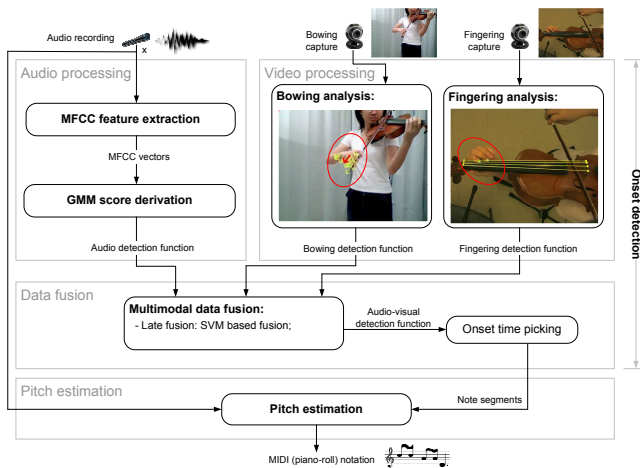 Audio recording
x
Bowing
capture
Fingering
capture
Audio processing
Video processing
MFCC feature extraction
MFCC vectors
GMM score derivation
Audio detection function
Bowing analysis:
Fingering analysis:
Bowing detection function
Fingering detection function
Onset detection
Data fusion
Multimodal data fusion:
- Late fusion: SVM based fusion;
Audio-visual
detection function
Onset time picking
Pitch estimation
Note segments
Pitch estimation
MIDI (piano-roll) notation